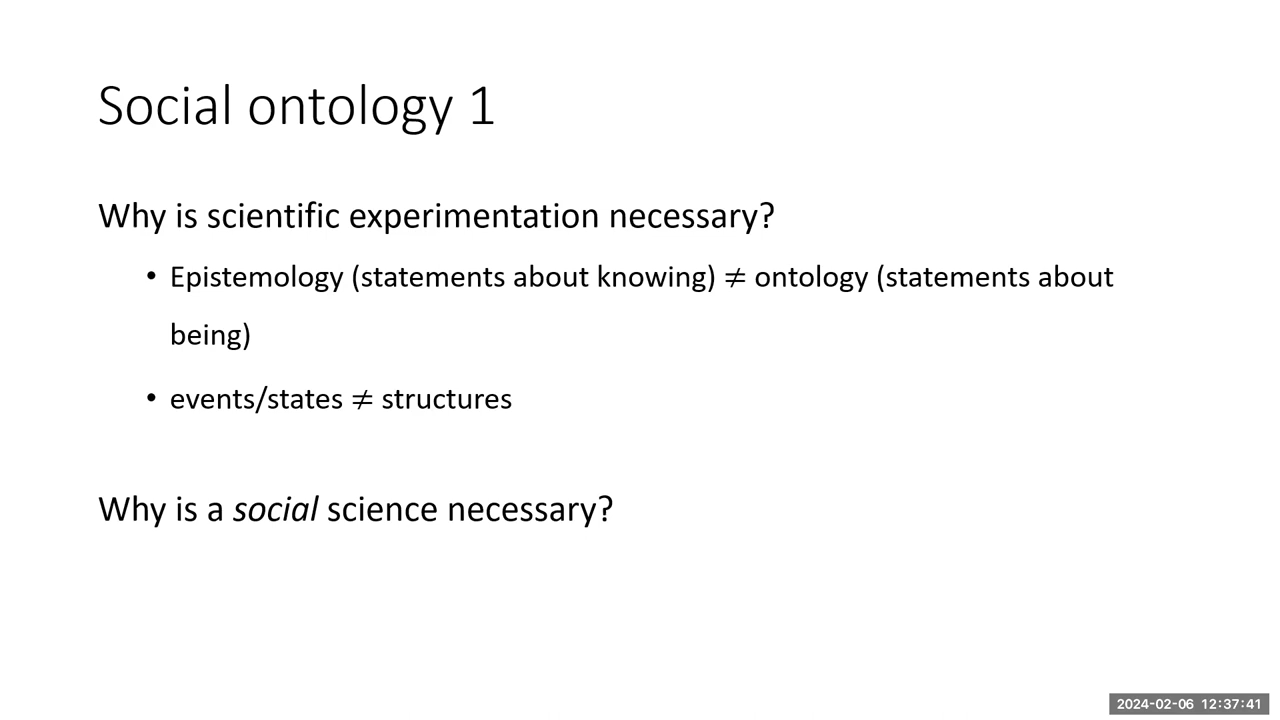 Social ontology 1
Why is scientific experimentation necessary?
• Epistemology (statements about knowing) ≠ ontology (statements about
being)
• events/states ≠ structures
Why is a social science necessary?
2024-02-06 12:37:41